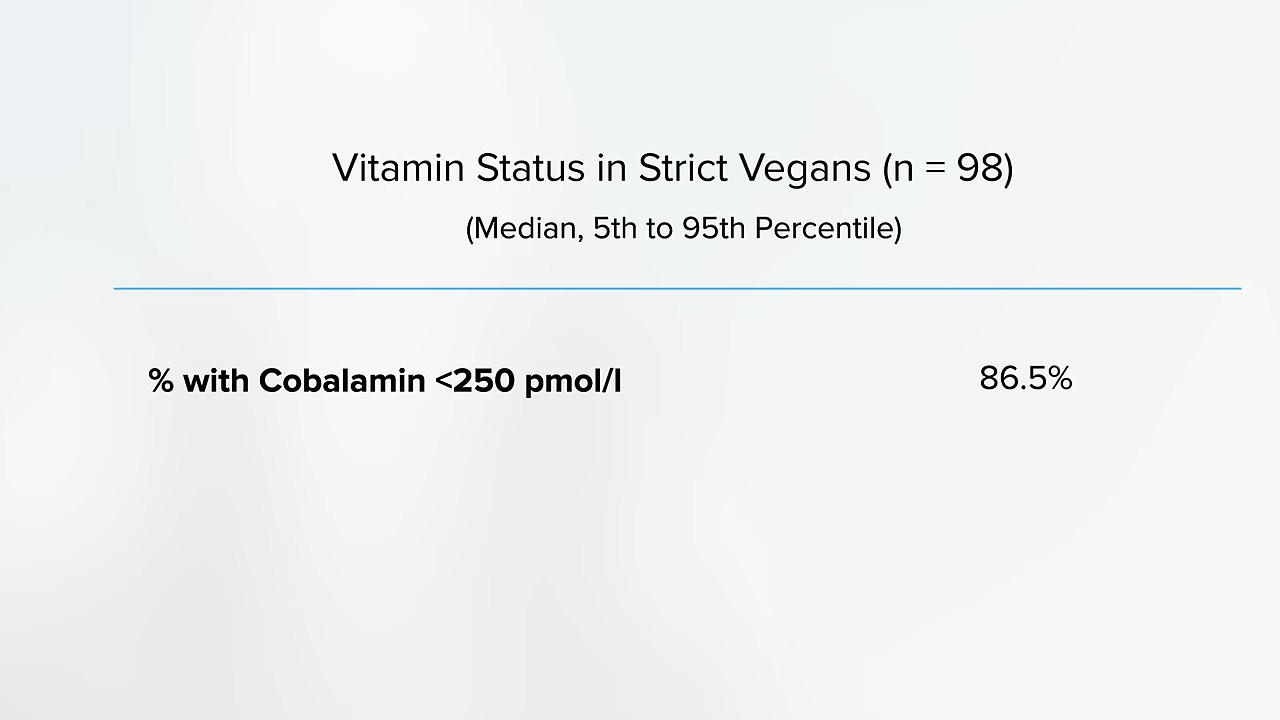 Vitamin Status in Strict Vegans (n = 98)
(Median, 5th to 95th Percentile)
% with Cobalamin <250 pmol/l 86.5%